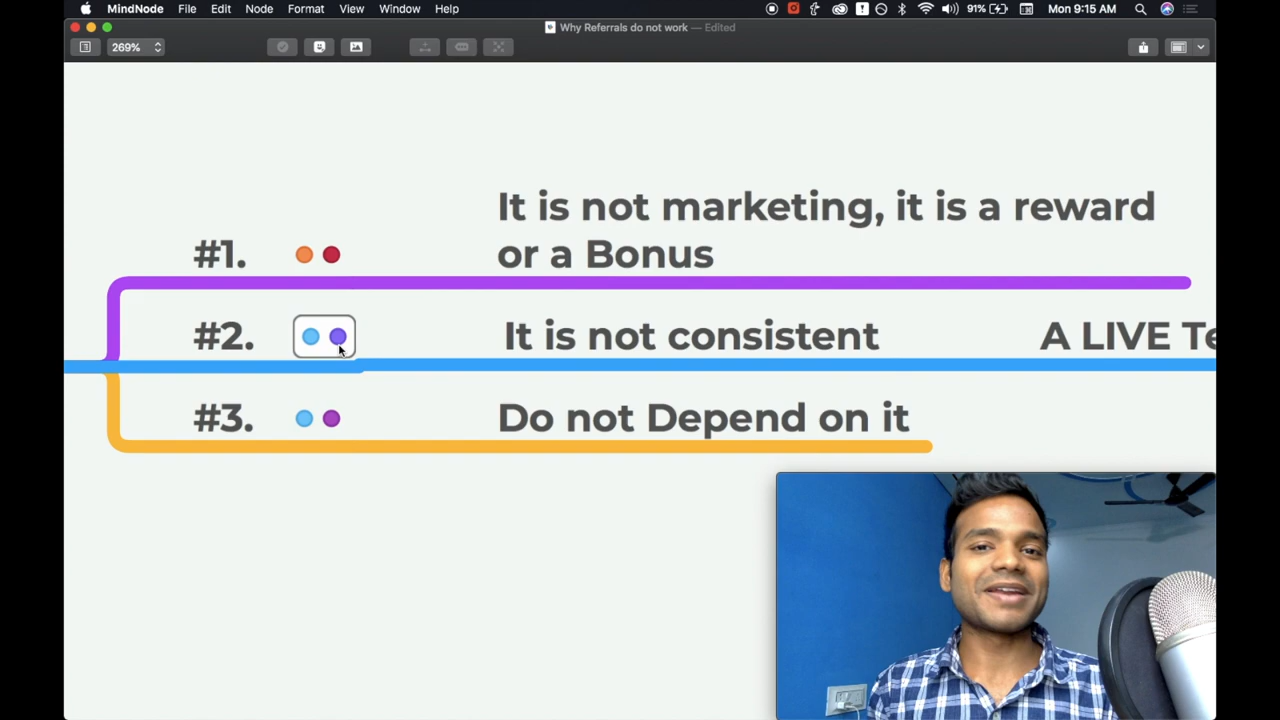 MindNode File Edit Node Format View Window Help 91% Mon 9:15 AM
Why Referrals do not work — Edited
269%
It is not marketing, it is a reward
#1. or a Bonus
#2. It is not consistent A LIVE Te
#3. Do not Depend on it